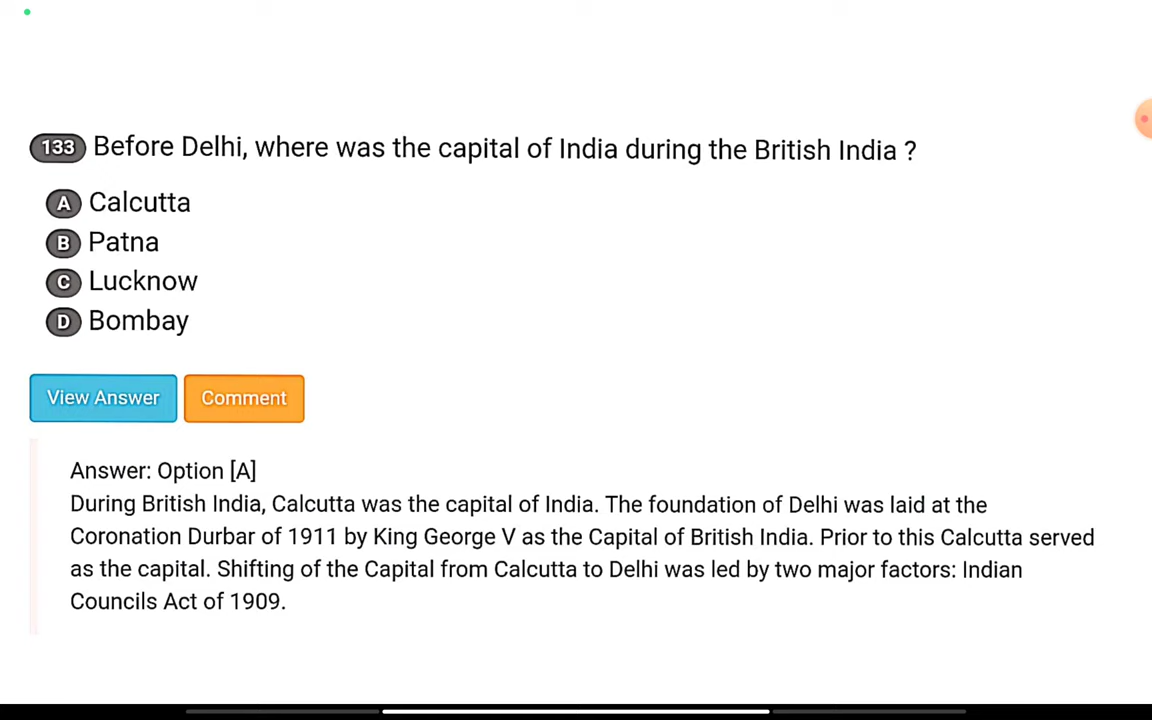 133 Before Delhi, where was the capital of India during the British India ?
A Calcutta
B Patna
C Lucknow
D Bombay
View Answer Comment
Answer: Option [A]
During British India, Calcutta was the capital of India. The foundation of Delhi was laid at the
Coronation Durbar of 1911 by King George V as the Capital of British India. Prior to this Calcutta served
as the capital. Shifting of the Capital from Calcutta to Delhi was led by two major factors: Indian
Councils Act of 1909.